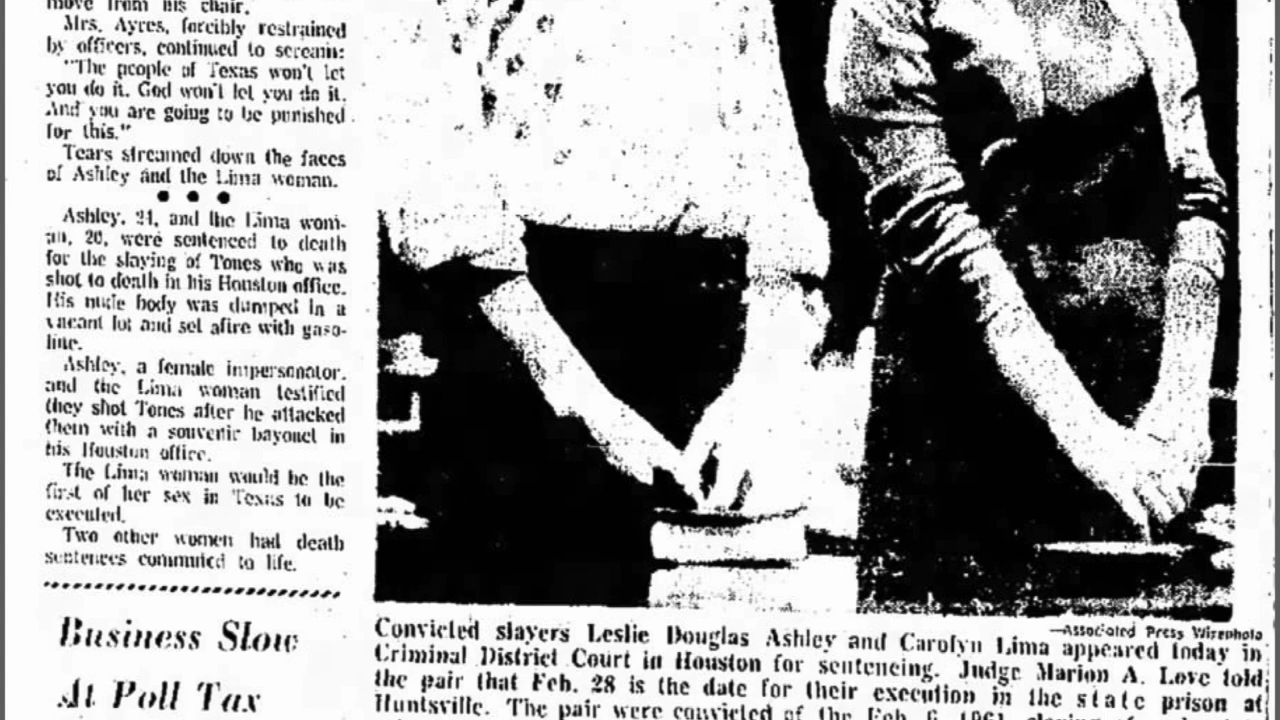 move from his chair.
Mrs. Ayres, forcibly restrained
by officers, continued to scream:
"The people of Texas won't let
you do it. God won't let you do it.
And you are going to be punished
for this."
Tears streamed down the faces
of Ashley and the Lima woman.
● ● ●
Ashley, 21, and the Lima wom-
an, 20, were sentenced to death
for the slaying of Tones who was
shot to death in his Houston office.
His nude body was dumped in a
vacant lot and set afire with gaso-
line.
Ashley, a female impersonator,
and the Lima woman testified
they shot Tones after he attacked
them with a souvenir bayonet in
his Houston office.
The Lima woman would be the
first of her sex in Texas to be
executed.
Two other women had death
sentences commuted to life.
Business Slow
At Poll Tax
—Associated Press Wirephoto
Convicted slayers Leslie Douglas Ashley and Carolyn Lima appeared today in
Criminal District Court in Houston for sentencing. Judge Marion A. Love told
the pair that Feb. 28 is the date for their execution in the state prison at
Huntsville. The pair were convicted of the Feb. 6, 1961,